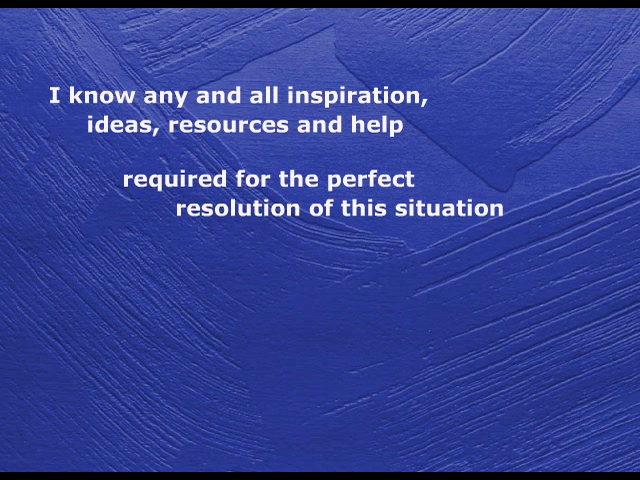 I know any and all inspiration,
ideas, resources and help
required for the perfect
resolution of this situation